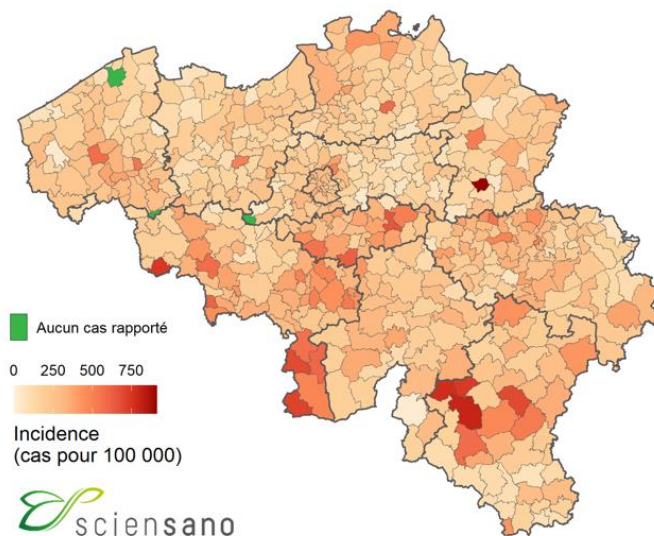 Aucun cas rapporté
0 250 500 750
Incidence
(cas pour 100 000)
sciensano